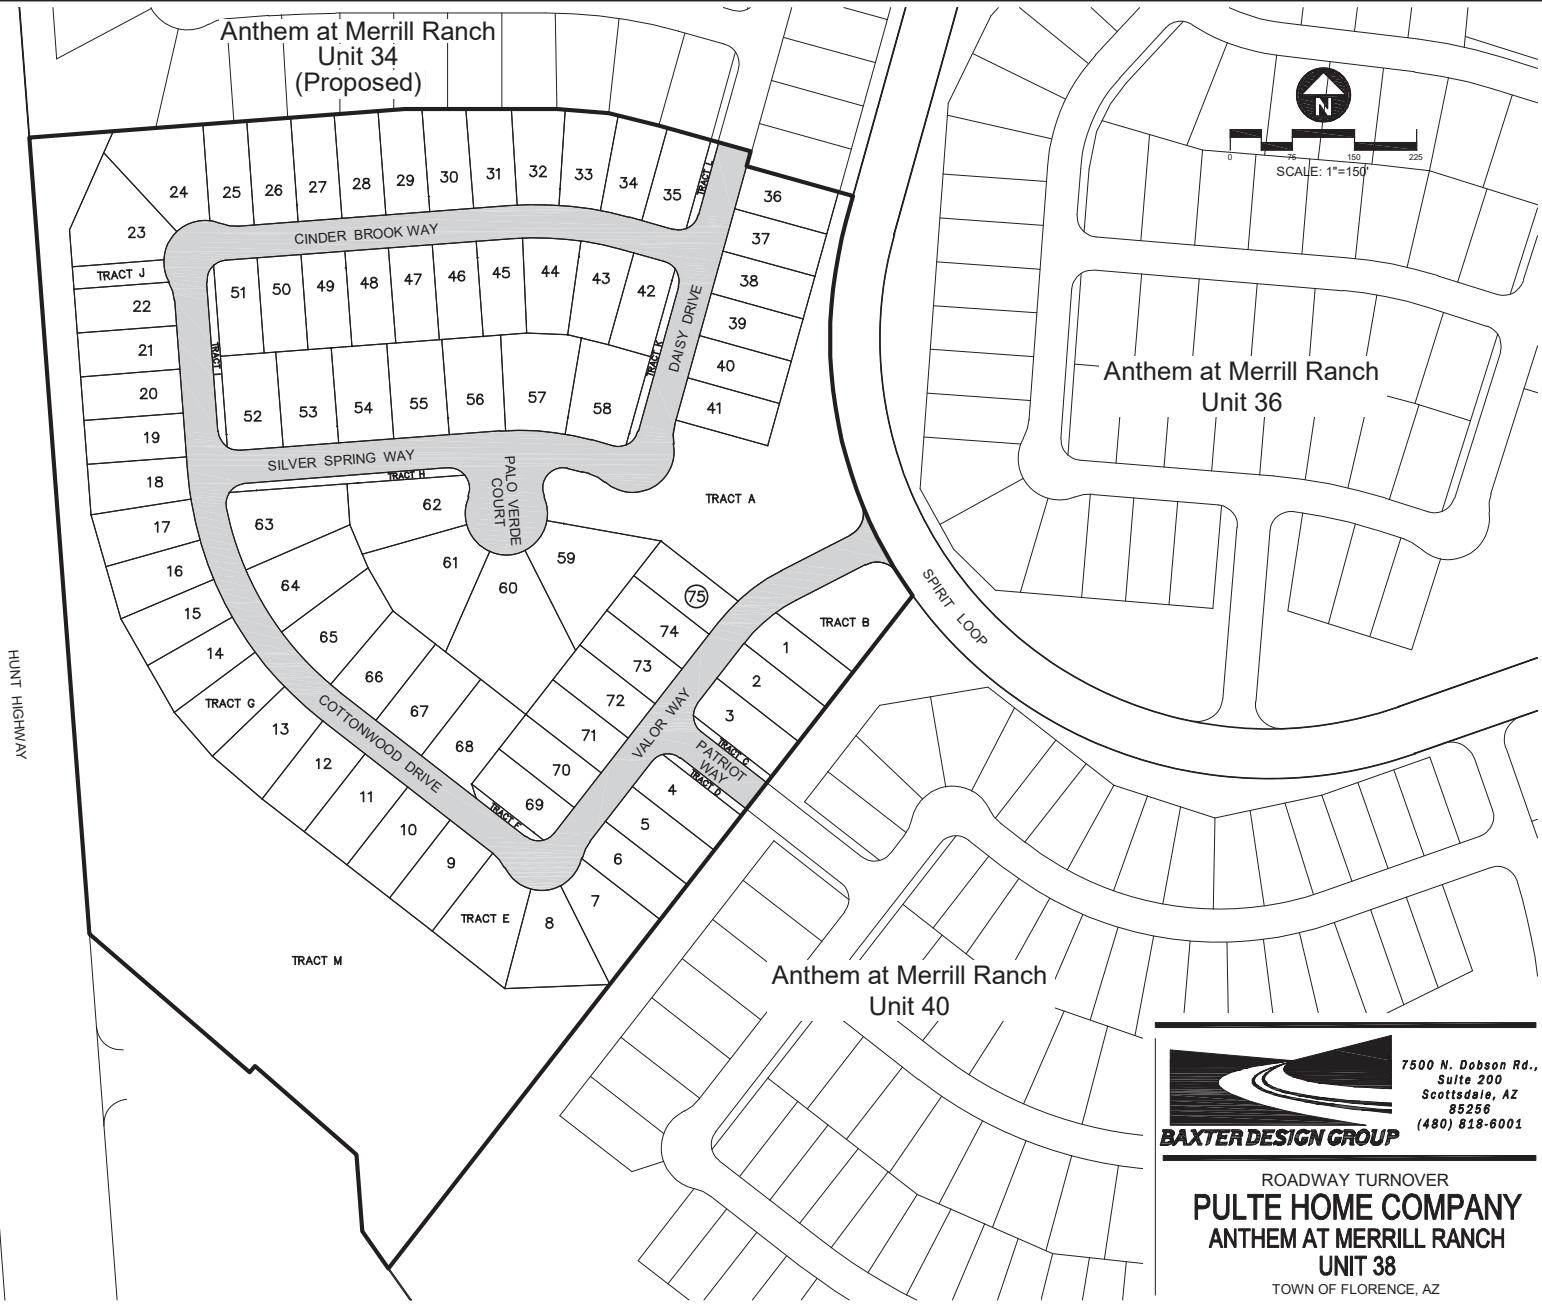 Anthem at Merrill Ranch
Unit 34
(Proposed)
N
0 75 150 225
SCALE: 1"=150'
24 25 26 27 28 29 30 31 32 33 34 35
TRACT L
36
23
CINDER BROOK WAY
37
TRACT J
38
22
51 50 49 48 47 46 45 44 43 42
DAISY DRIVE
39
21
TRACT I
TRACT K
40
20
52 53 54 55 56 57 58
41
19
SILVER SPRING WAY
TRACT H
18
PALO VERDE
COURT
TRACT A
17
63
62
16
64
61
60
59
75
15
65
74
1
TRACT B
14
66
73
2
TRACT G
67
72
3
13
COTTONWOOD DRIVE
68
71
VALOR WAY
TRACT C
PATRIOT
WAY
TRACT D
12
70
4
11
69
TRACT F
5
10
6
9
7
TRACT E
8
TRACT M
HUNT HIGHWAY
SPIRIT LOOP
Anthem at Merrill Ranch
Unit 36
Anthem at Merrill Ranch
Unit 40
7500 N. Dobson Rd.,
Suite 200
Scottsdale, AZ
85256
(480) 818-6001
BAXTER DESIGN GROUP
ROADWAY TURNOVER
PULTE HOME COMPANY
ANTHEM AT MERRILL RANCH
UNIT 38
TOWN OF FLORENCE, AZ